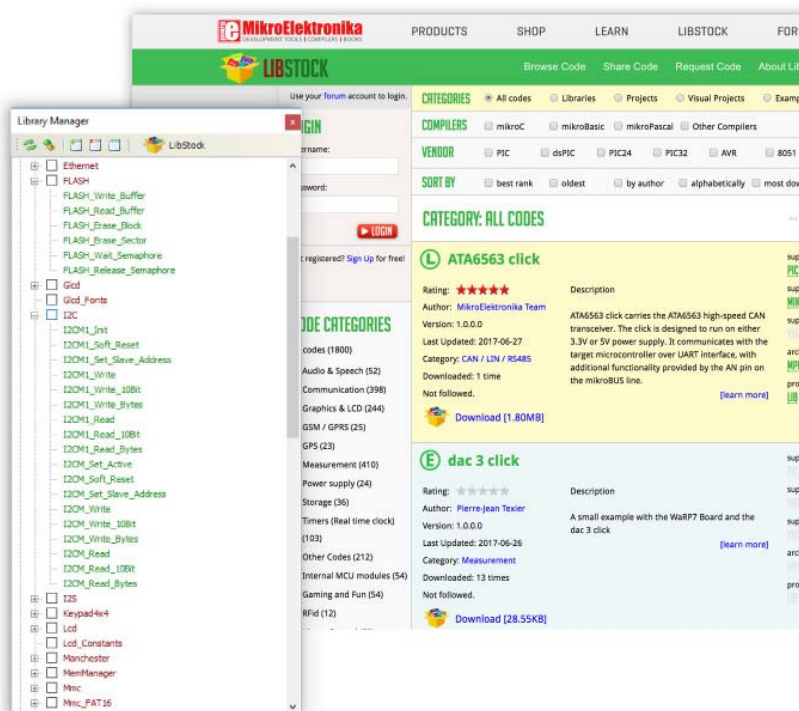 MikroElektronika
DEVELOPMENT TOOLS | COMPILERS | BOOKS
PRODUCTS SHOP LEARN LIBSTOCK
LIBSTOCK
Browse Code Share Code Request Code
Use your forum account to login.
LOGIN
Sign Up for free!
CODE CATEGORIES
codes (1800)
Audio & Speech (52)
Communication (398)
Graphics & LCD (244)
GSM / GPRS (25)
GPS (23)
Measurement (410)
Power supply (24)
Storage (36)
Timers (Real time clock)
(103)
Other Codes (212)
Internal MCU modules (54)
Gaming and Fun (54)
RFid (12)
CATEGORIES All codes Libraries Projects Visual Projects
COMPILERS mikroC mikroBasic mikroPascal Other Compilers
VENDOR PIC dsPIC PIC24 PIC32 AVR 8051
SORT BY best rank oldest by author alphabetically
CATEGORY: ALL CODES
L ATA6563 click
Rating:
Author: MikroElektronika Team
Version: 1.0.0.0
Last Updated: 2017-06-27
Category: CAN / LIN / RS485
Downloaded: 1 time
Not followed.
Download [1.80MB]
Description
ATA6563 click carries the ATA6563 high-speed CAN
transceiver. The click is designed to run on either
3.3V or 5V power supply. It communicates with the
target microcontroller over UART interface, with
additional functionality provided by the AN pin on
the mikroBUS line.
[learn more]
E dac 3 click
Rating:
Author: Pierre-Jean Texier
Version: 1.0.0.0
Last Updated: 2017-06-26
Category: Measurement
Downloaded: 13 times
Not followed.
Download [28.55KB]
Description
A small example with the WaRP7 Board and the
dac 3 click
[learn more]
Library Manager
LibStock
Ethernet
FLASH
FLASH_Write_Buffer
FLASH_Read_Buffer
FLASH_Erase_Block
FLASH_Erase_Sector
FLASH_Wait_Semaphore
FLASH_Release_Semaphore
Glcd
Glcd_Fonts
I2C
I2CM1_Init
I2CM1_Soft_Reset
I2CM1_Set_Slave_Address
I2CM1_Write
I2CM1_Write_10Bit
I2CM1_Write_Bytes
I2CM1_Read
I2CM1_Read_10Bit
I2CM1_Read_Bytes
I2CM_Set_Active
I2CM_Soft_Reset
I2CM_Set_Slave_Address
I2CM_Write
I2CM_Write_10Bit
I2CM_Write_Bytes
I2CM_Read
I2CM_Read_10Bit
I2CM_Read_Bytes
I2S
Keypad4x4
Lcd
Lcd_Constants
Manchester
MemManager
Mmc
Mmc_FAT16